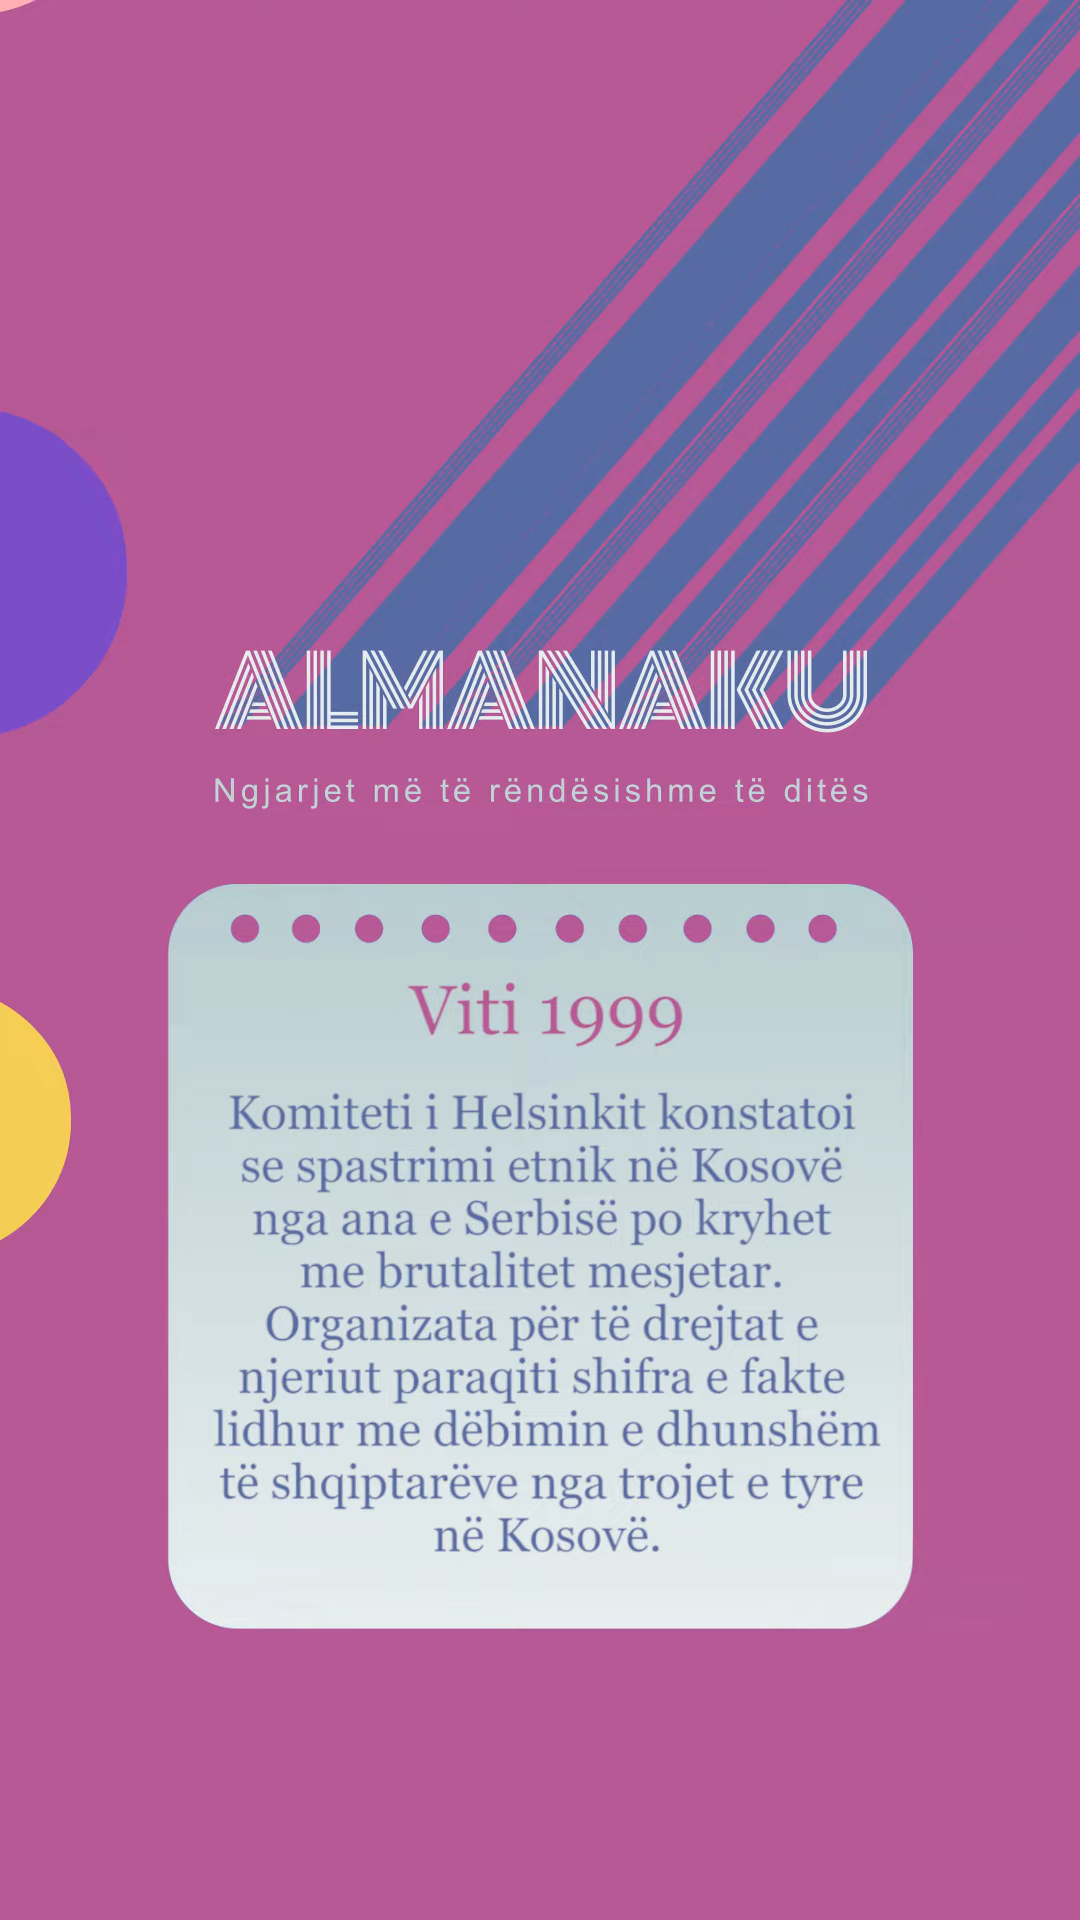 ALMANAKU
Ngjarjet më të rëndësishme të ditës
Viti 1999
Komiteti i Helsinkit konstatoi
se spastrimi etnik në Kosovë
nga ana e Serbisë po kryhet
me brutalitet mesjetar.
Organizata për të drejtat e
njeriut paraqiti shifra e fakte
lidhur me dëbimin e dhunshëm
të shqiptarëve nga trojet e tyre
në Kosovë.